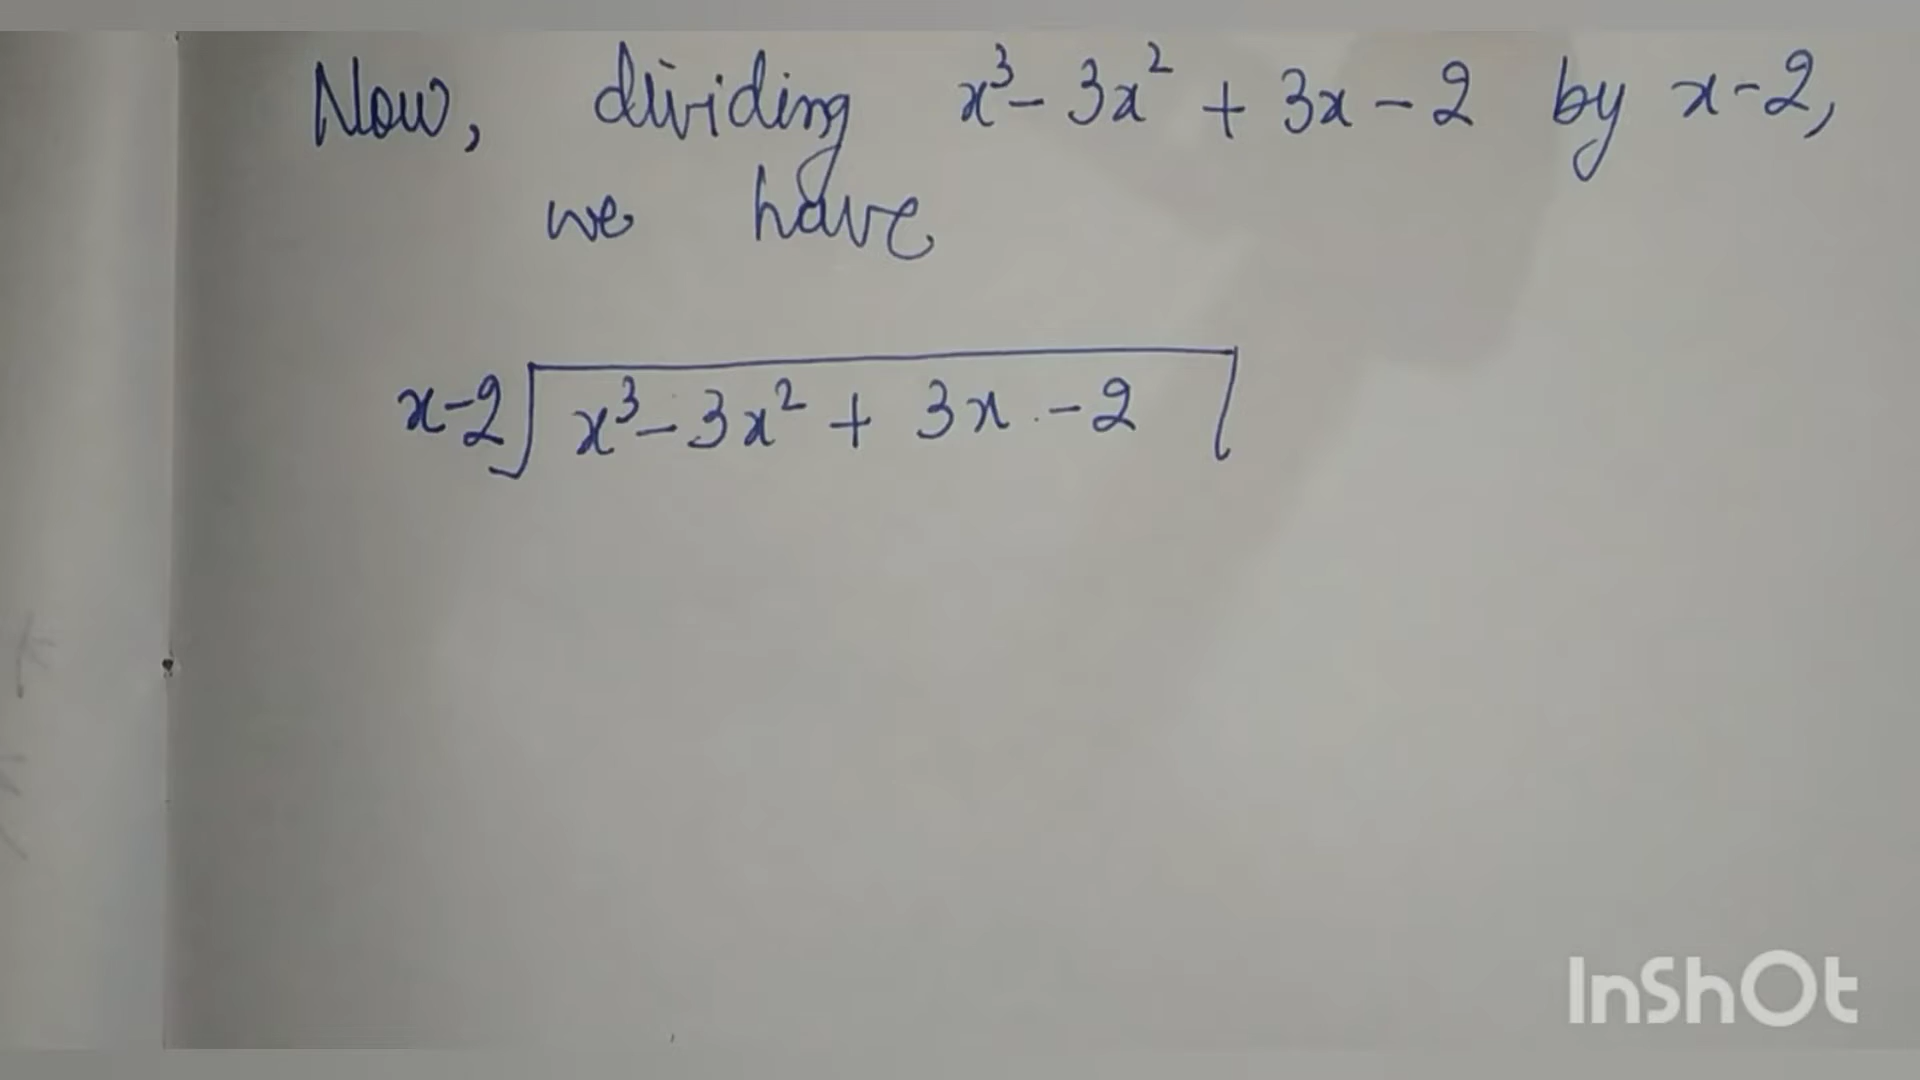 Now, dividing x³- 3x² + 3x - 2 by x-2,
we have
x-2 x³- 3x² + 3x - 2
InShOt